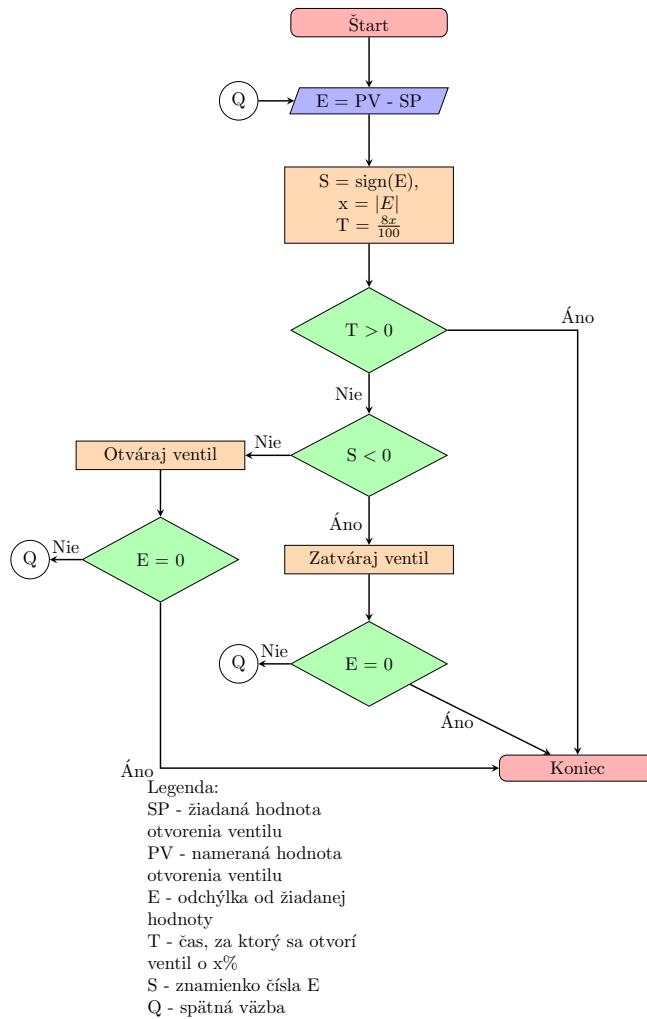 Štart
Q
E = PV - SP
S = sign(E),
x = |E|
T = \frac{8x}{100}
T > 0
Áno
Nie
Otváraj ventil
Nie
S < 0
Áno
Q
Nie
E = 0
Zatváraj ventil
Q
Nie
E = 0
Áno
Áno
Koniec
Legenda:
SP - žiadaná hodnota
otvorenia ventilu
PV - nameraná hodnota
otvorenia ventilu
E - odchýlka od žiadanej
hodnoty
T - čas, za ktorý sa otvorí
ventil o x%
S - znamienko čísla E
Q - spätná väzba